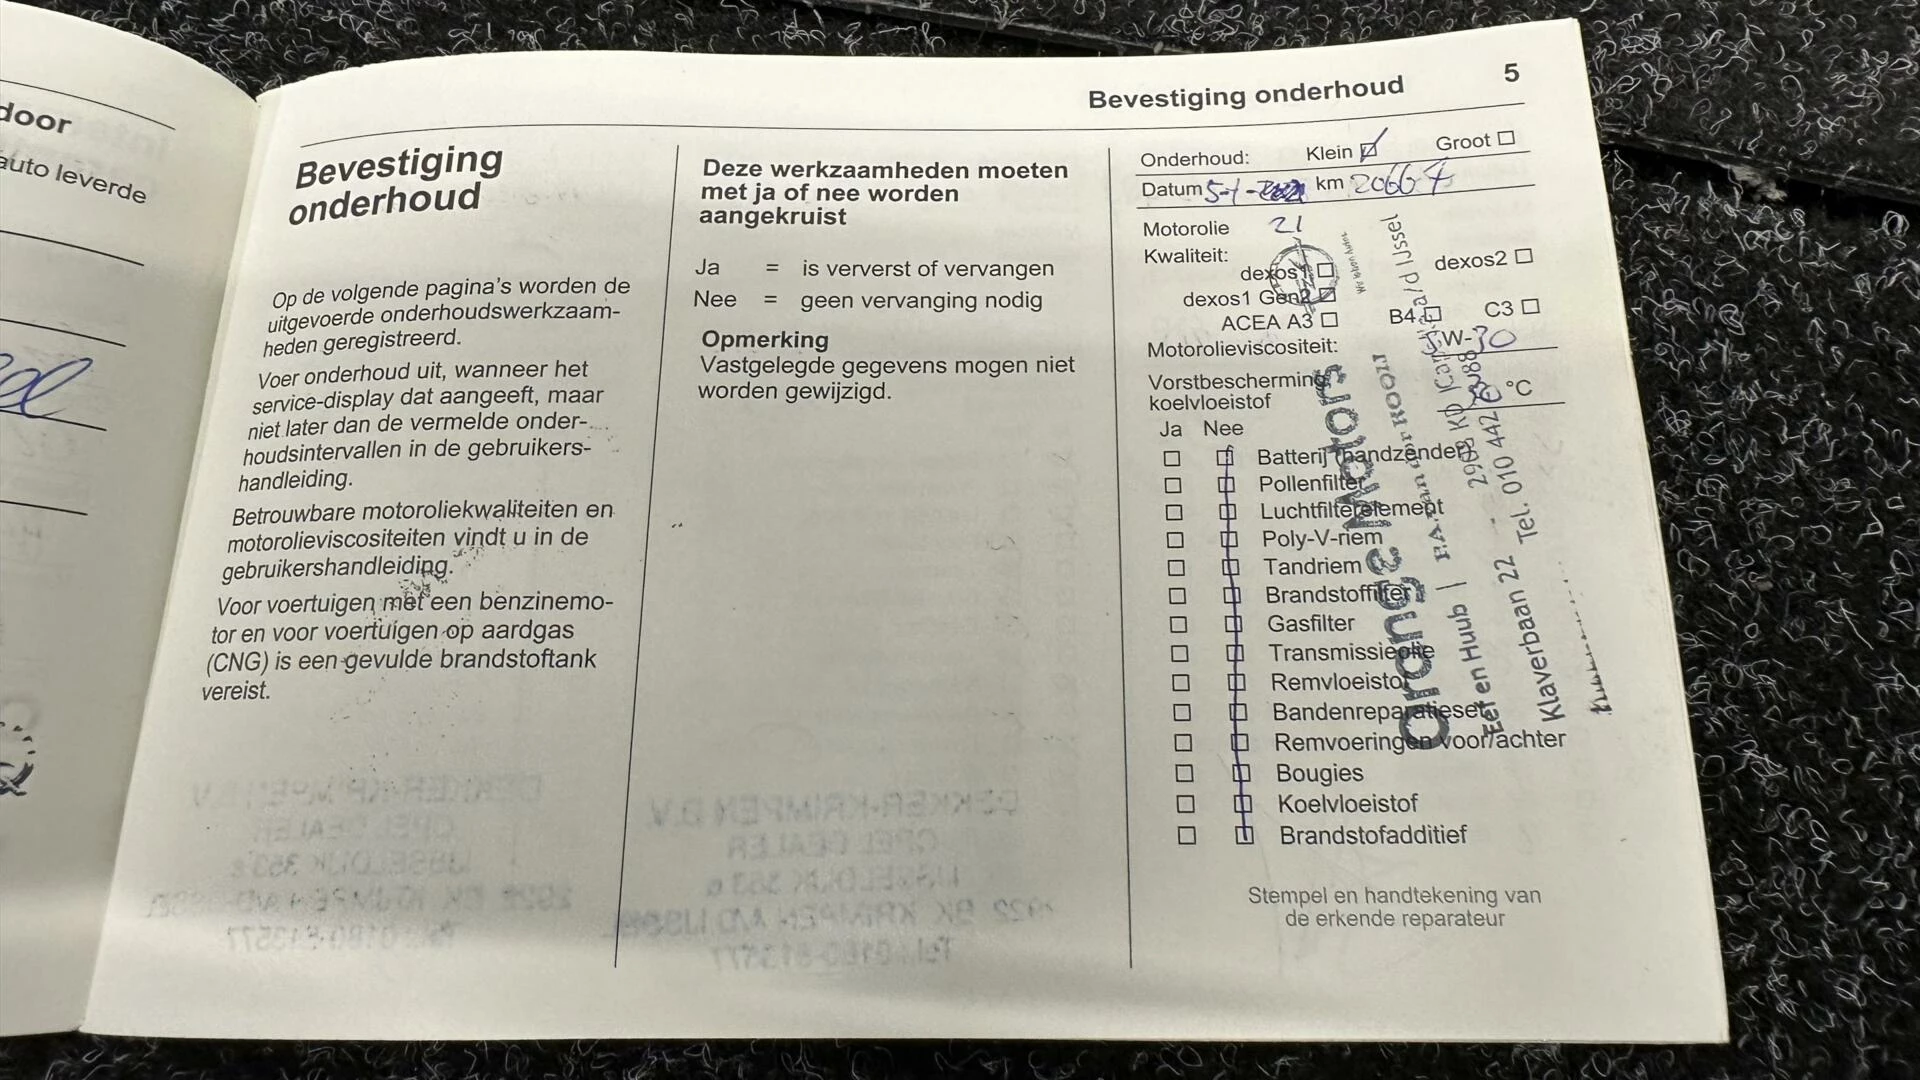 door
auto leverde
Bevestiging onderhoud 5
Bevestiging
onderhoud
Op de volgende pagina's worden de
uitgevoerde onderhoudswerkzaam-
heden geregistreerd.
Voer onderhoud uit, wanneer het
service-display dat aangeeft, maar
niet later dan de vermelde onder-
houdsintervallen in de gebruikers-
handleiding.
Betrouwbare motoroliekwaliteiten en
motorolieviscositeiten vindt u in de
gebruikershandleiding.
Voor voertuigen met een benzinemo-
tor en voor voertuigen op aardgas
(CNG) is een gevulde brandstoftank
vereist.
Deze werkzaamheden moeten
met ja of nee worden
aangekruist
Ja = is ververst of vervangen
Nee = geen vervanging nodig
Opmerking
Vastgelegde gegevens mogen niet
worden gewijzigd.
Onderhoud: Klein Groot
Datum 5-1- km 20664
21
Motorolie
Kwaliteit:
dexos1 dexos2
dexos1 Gen2
ACEA A3 B4 C3
Motorolieviscositeit: W-30
Vorstbescherming
koelvloeistof °C
Ja Nee
Batterij (handzender)
Pollenfilter
Luchtfilterelement
Poly-V-riem
Tandriem
Brandstoffilter
Gasfilter
Transmissieolie
Remvloeistof
Bandenreparatieset
Remvoeringen voor/achter
Bougies
Koelvloeistof
Brandstofadditief
Orange Motors
Eef en Huub |
Klaverbaan 22
Tel. 010 442
a/d IJssel
Stempel en handtekening van
de erkende reparateur